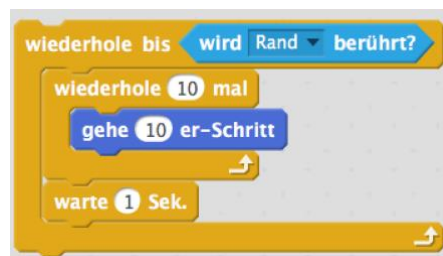 wiederhole bis wird Rand berührt?
wiederhole 10 mal
gehe 10 er-Schritt
warte 1 Sek.